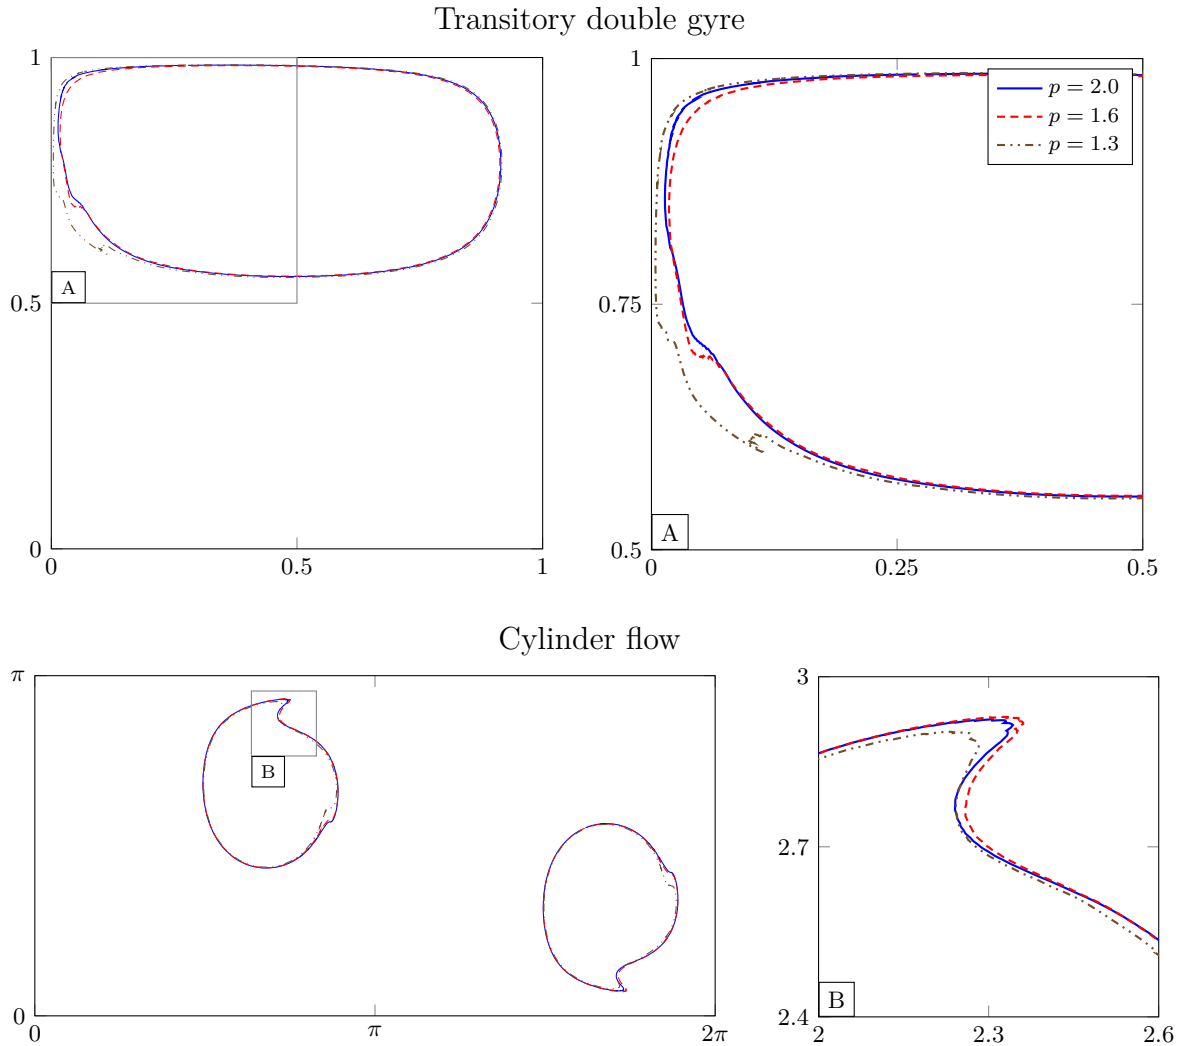 Transitory double gyre
1
0.5
0
0
0.5
1
A
1
0.75
0.5
0
0.25
0.5
p = 2.0
p = 1.6
p = 1.3
A
Cylinder flow
π
0
0
π
2π
B
3
2.7
2.4
2
2.3
2.6
B